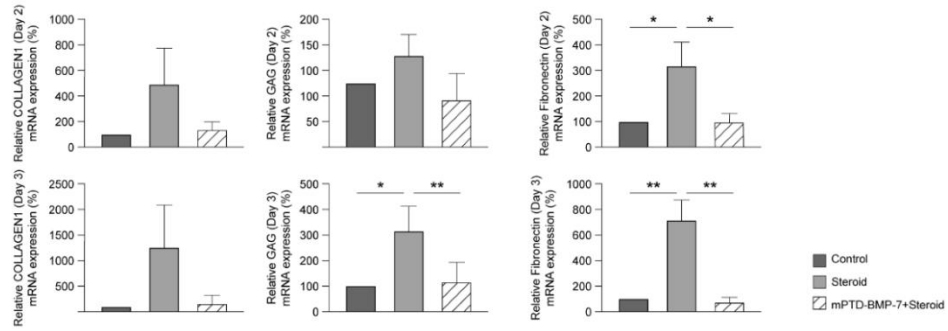 Relative COLLAGEN1 (Day 2)
mRNA expression (%)
1000
800
600
400
200
0
Relative GAG (Day 2)
mRNA expression (%)
200
150
100
100
50
Relative Fibronectin (Day 2)
mRNA expression (%)
500
400
300
200
100
0
*
*
Relative COLLAGEN1 (Day 3)
mRNA expression (%)
2500
2000
1500
1000
500
Relative GAG (Day 3)
mRNA expression (%)
500
400
300
200
100
0
*
**
Relative Fibronectin (Day 3)
mRNA expression (%)
1000
800
600
400
200
0
**
**
Control
Steroid
mPTD-BMP-7+Steroid